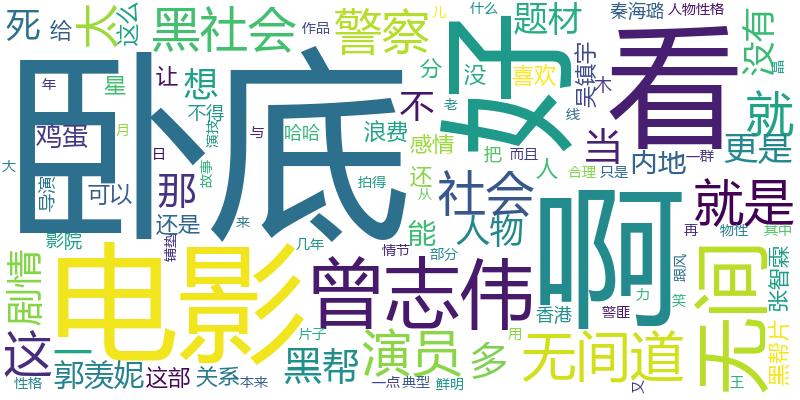 死
给
太
这么
黑社会
作品
警察
儿
好
什么
题材
秦海璐
人物性格
看
没有
卧底
年
星
让
想
不得
演技
分
没
喜欢
吴镇宇
木
晶
鸡蛋
月
日
与
哈哈
浪费
不
老
线
就
大
导演
可以
那
故事
感情
把
而且
当
合理
只是
一群
更是
还是
来
拍得
还
从
社会
人
内地
就是
影院
铺垫
几年
情节
能
部分
人物
啊
再
物性
其中
剧情
电影
曾志伟
香港
警匪
力
笑
跟风
无间
张智霖
这
一
片子
黑帮
演员
多
用
无间道
黑帮片
性格
郭羡妮
这部
关系
本来
一点
典型
鲜明
又
王